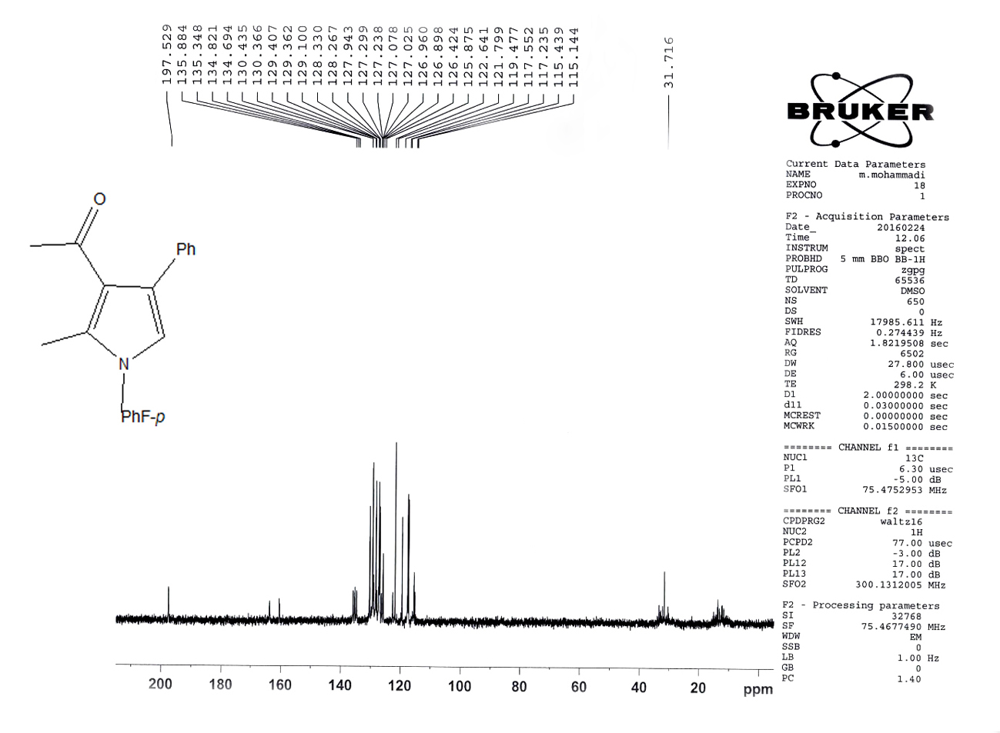 197.529
135.884
135.348
134.821
134.694
130.435
130.366
129.407
129.362
129.100
128.330
128.267
127.943
127.299
127.238
127.078
127.025
126.960
126.898
126.424
125.875
122.641
121.799
119.477
117.552
117.235
115.439
115.144
31.716
BRUKER
Current Data Parameters
NAME m.mohammadi
EXPNO 18
PROCNO 1
F2 - Acquisition Parameters
Date_ 20160224
Time 12.06
INSTRUM spect
PROBHD 5 mm BBO BB-1H
PULPROG zgpg
TD 65536
SOLVENT DMSO
NS 650
DS 0
SWH 17985.611 Hz
FIDRES 0.274439 Hz
AQ 1.8219508 sec
RG 6502
DW 27.800 usec
DE 6.00 usec
TE 298.2 K
D1 2.00000000 sec
d11 0.03000000 sec
MCREST 0.00000000 sec
MCWRK 0.01500000 sec
======== CHANNEL f1 ========
NUC1 13C
P1 6.30 usec
PL1 -5.00 dB
SFO1 75.4752953 MHz
======== CHANNEL f2 ========
CPDPRG2 waltz16
NUC2 1H
PCPD2 77.00 usec
PL2 -3.00 dB
PL12 17.00 dB
PL13 17.00 dB
SFO2 300.1312005 MHz
F2 - Processing parameters
SI 32768
SF 75.4677490 MHz
WDW EM
SSB 0
LB 1.00 Hz
GB 0
PC 1.40
O
Ph
N
PhF-p
200 180 160 140 120 100 80 60 40 20 ppm